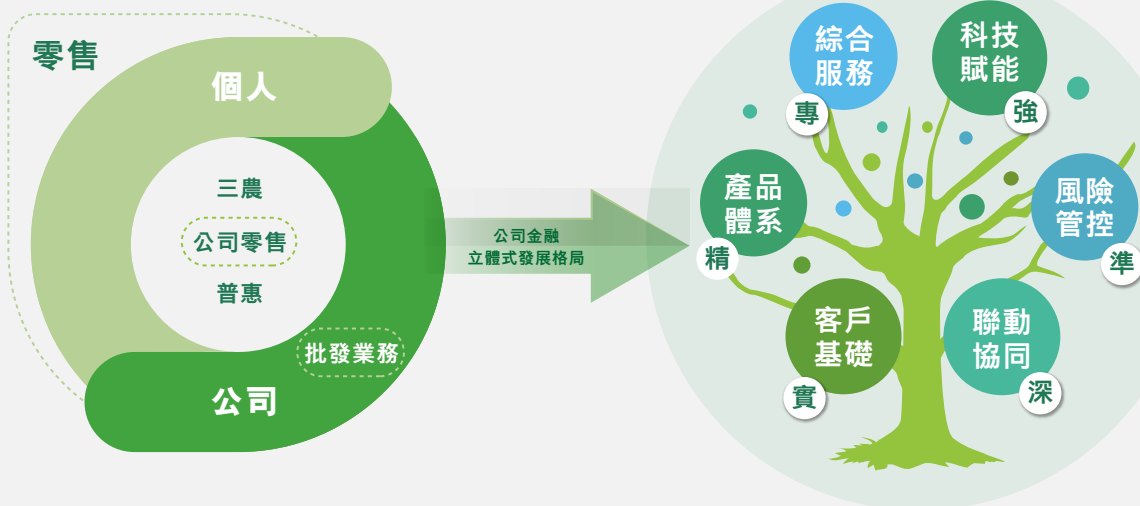 零售
個人
三農
公司零售
普惠
批發業務
公司
公司金融
立體式發展格局
綜合
服務
專
科技
賦能
強
產品
體系
精
風險
管控
準
客戶
基礎
實
聯動
協同
深